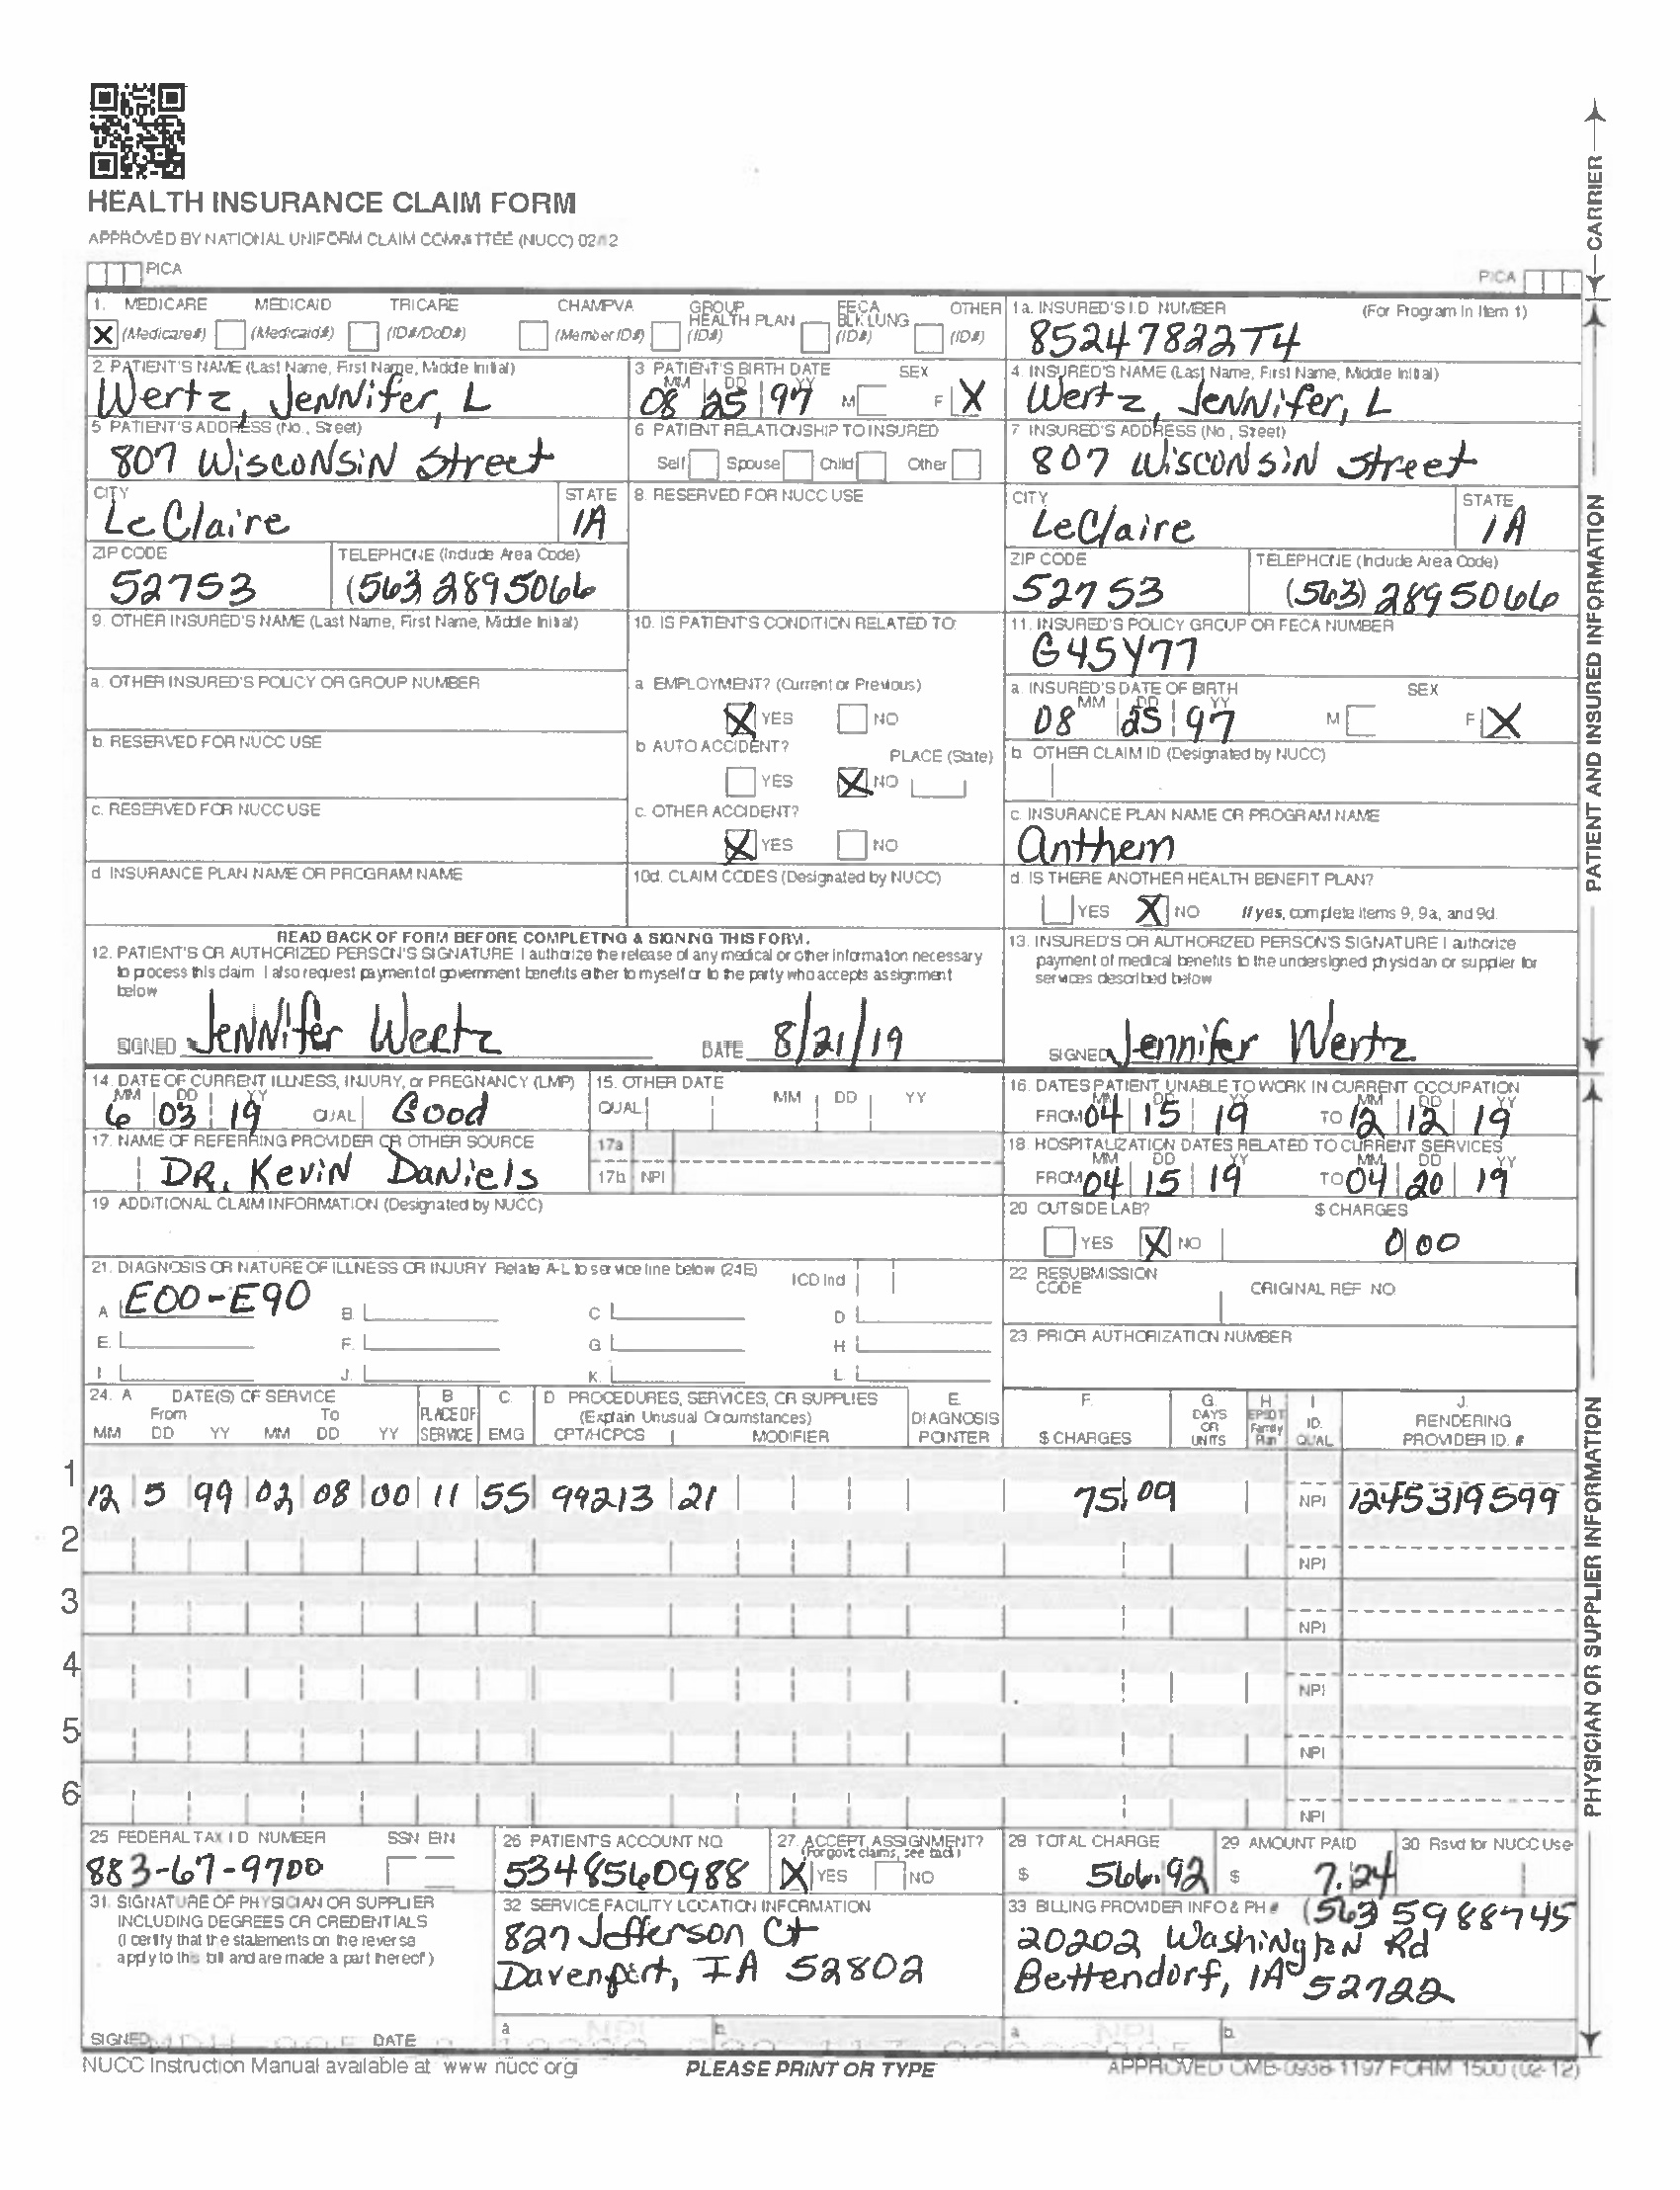 HEALTH INSURANCE CLAIM FORM
APPROVED BY NATIONAL UNIFORM CLAIM COMMITTEE (NUCC) 02/12
PICA
PICA
CARRIER
1. MEDICARE MEDICAID TRICARE CHAMPVA GROUP HEALTH PLAN FECA BLK LUNG OTHER
X (Medicare#) (Medicaid#) (ID#/DoD#) (Member ID#) (ID#) (ID#) (ID#)
1a. INSURED'S I.D. NUMBER (For Program in Item 1)
85247822T4
2. PATIENT'S NAME (Last Name, First Name, Middle Initial)
Wertz, Jennifer, L
3 PATIENT'S BIRTH DATE SEX
MM DD YY
08 25 97 M F X
4. INSURED'S NAME (Last Name, First Name, Middle Initial)
Wertz, Jennifer, L
5 PATIENT'S ADDRESS (No., Street)
807 Wisconsin Street
6 PATIENT RELATIONSHIP TO INSURED
Self Spouse Child Other
7 INSURED'S ADDRESS (No., Street)
807 Wisconsin Street
CITY STATE
LeClaire IA
8. RESERVED FOR NUCC USE
CITY STATE
LeClaire IA
ZIP CODE TELEPHONE (Include Area Code)
52753 (563 2895066
ZIP CODE TELEPHONE (Include Area Code)
52753 (563) 2895066
9. OTHER INSURED'S NAME (Last Name, First Name, Middle Initial)
10. IS PATIENT'S CONDITION RELATED TO:
11. INSURED'S POLICY GROUP OR FECA NUMBER
G45Y77
a. OTHER INSURED'S POLICY OR GROUP NUMBER
a EMPLOYMENT? (Current or Previous)
X YES NO
a. INSURED'S DATE OF BIRTH SEX
MM DD YY
08 25 97 M F X
b. RESERVED FOR NUCC USE
b AUTO ACCIDENT? PLACE (State)
YES X NO
b. OTHER CLAIM ID (Designated by NUCC)
c. RESERVED FOR NUCC USE
c. OTHER ACCIDENT?
X YES NO
c. INSURANCE PLAN NAME OR PROGRAM NAME
Anthem
d INSURANCE PLAN NAME OR PROGRAM NAME
10d. CLAIM CODES (Designated by NUCC)
d. IS THERE ANOTHER HEALTH BENEFIT PLAN?
YES X NO If yes, complete items 9, 9a, and 9d.
READ BACK OF FORM BEFORE COMPLETING & SIGNING THIS FORM.
12. PATIENT'S OR AUTHORIZED PERSON'S SIGNATURE I authorize the release of any medical or other information necessary
to process this claim I also request payment of government benefits either to myself or to the party who accepts assignment
below
SIGNED Jennifer Wertz DATE 8/21/19
13. INSURED'S OR AUTHORIZED PERSON'S SIGNATURE I authorize
payment of medical benefits to the undersigned physician or supplier for
services described below
SIGNED Jennifer Wertz
PATIENT AND INSURED INFORMATION
14. DATE OF CURRENT ILLNESS, INJURY, or PREGNANCY (LMP)
MM DD YY
6 03 19 QUAL Good
15. OTHER DATE
QUAL MM DD YY
16. DATES PATIENT UNABLE TO WORK IN CURRENT OCCUPATION
MM DD YY MM DD YY
FROM 04 15 19 TO 12 12 19
17. NAME OF REFERRING PROVIDER OR OTHER SOURCE
DR. Kevin Daniels
17a
17b NPI
18. HOSPITALIZATION DATES RELATED TO CURRENT SERVICES
MM DD YY MM DD YY
FROM 04 15 19 TO 04 20 19
19 ADDITIONAL CLAIM INFORMATION (Designated by NUCC)
20 OUTSIDE LAB? $ CHARGES
YES X NO 0 00
21. DIAGNOSIS OR NATURE OF ILLNESS OR INJURY Relate A-L to service line below (24E) ICD Ind
A E00-E90 B. C D
E. F. G H
I. J. K. L.
22 RESUBMISSION CODE ORIGINAL REF NO
23 PRIOR AUTHORIZATION NUMBER
24. A DATE(S) OF SERVICE B PLACE OF SERVICE C. EMG D PROCEDURES, SERVICES, OR SUPPLIES E. DIAGNOSIS POINTER F. $ CHARGES G. DAYS OR UNITS H EPSDT Family Plan I ID. QUAL J. RENDERING PROVIDER ID. #
From To (Explain Unusual Circumstances)
MM DD YY MM DD YY CPT/HCPCS MODIFIER
1
12 5 99 02 08 00 11 55 99213 21 75.09 NPI 1245319599
2
NPI
3
NPI
4
NPI
5
NPI
6
NPI
25 FEDERAL TAX I D NUMBER SSN EIN
883-67-9700
26 PATIENT'S ACCOUNT NO
5348560988
27. ACCEPT ASSIGNMENT?
(For govt claims, see back)
X YES NO
28 TOTAL CHARGE
$ 566.92
29 AMOUNT PAID
$ 7.24
30 Rsvd for NUCC Use
31. SIGNATURE OF PHYSICIAN OR SUPPLIER
INCLUDING DEGREES OR CREDENTIALS
(I certify that the statements on the reverse
apply to this bill and are made a part thereof)
SIGNED DATE
32 SERVICE FACILITY LOCATION INFORMATION
827 Jefferson Ct
Davenport, IA 52802
a NPI b.
33 BILLING PROVIDER INFO & PH # (563 5988745
20202 Washington Rd
Bettendorf, IA 52722
a NPI b.
PHYSICIAN OR SUPPLIER INFORMATION
NUCC Instruction Manual available at www nucc org
PLEASE PRINT OR TYPE
APPROVED OMB-0938-1197 FORM 1500 (02-12)